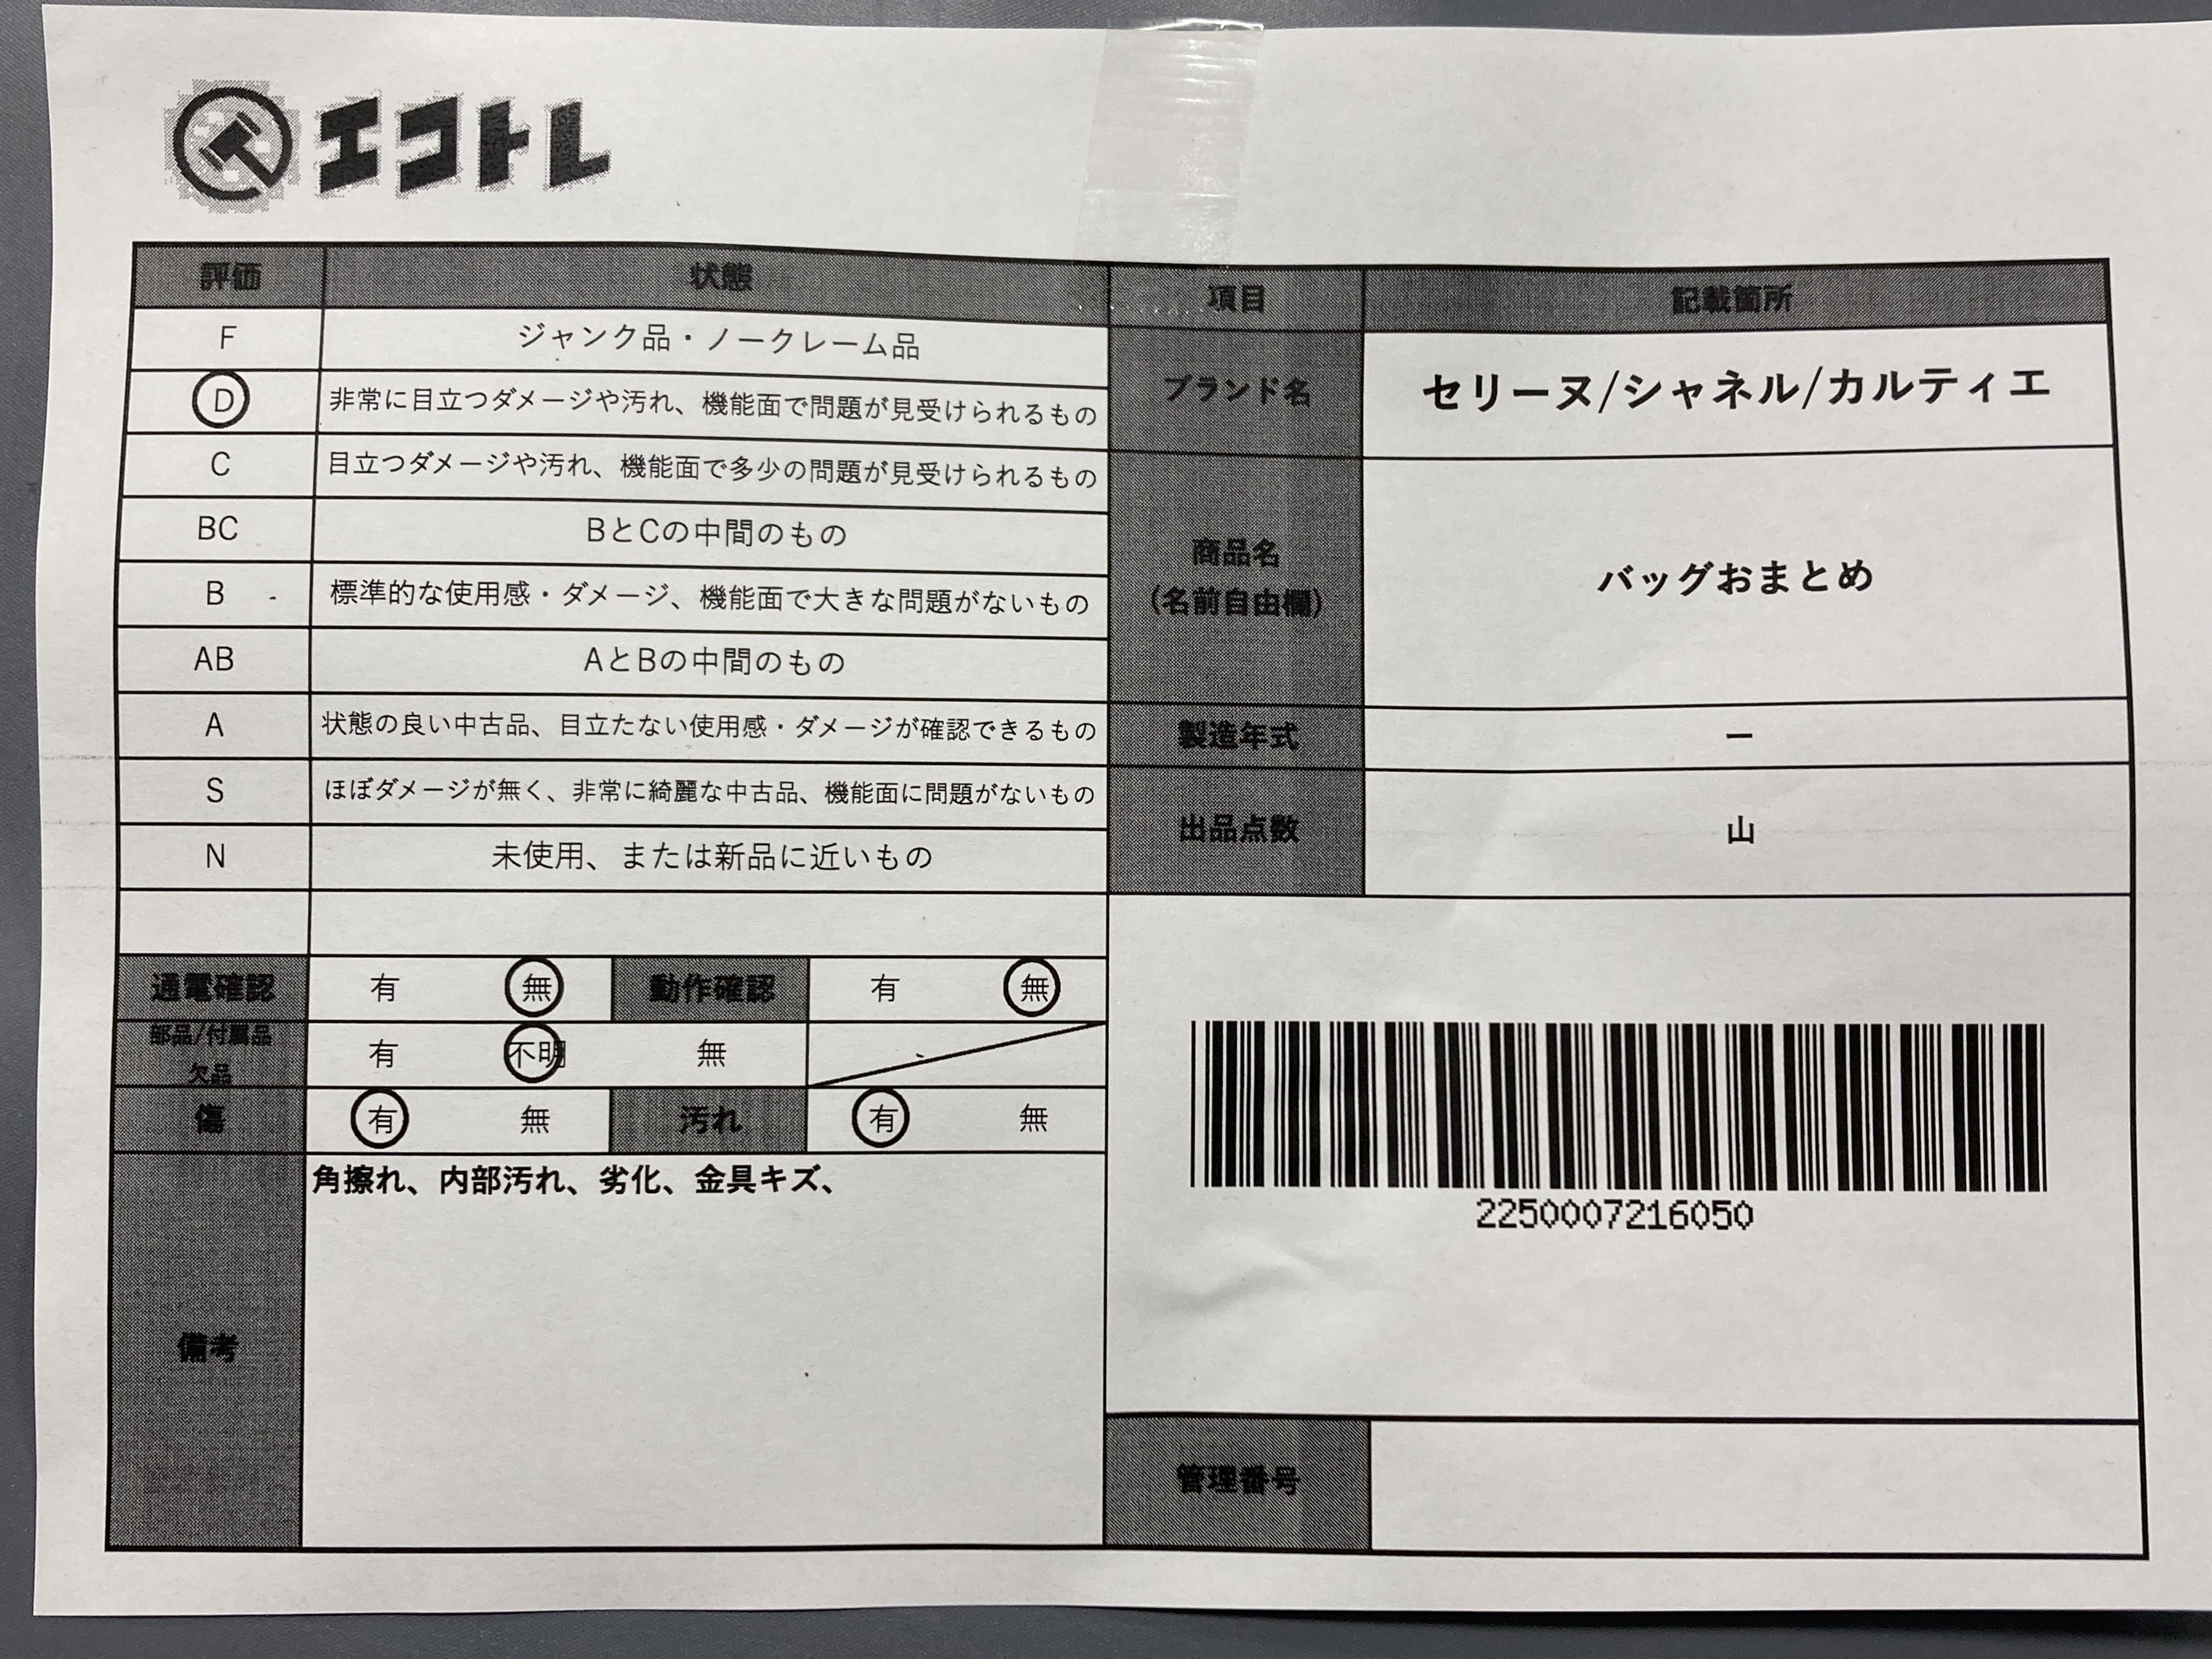 エコトレ
評価 状態
F ジャンク品・ノークレーム品
D 非常に目立つダメージや汚れ、機能面で問題が見受けられるもの
C 目立つダメージや汚れ、機能面で多少の問題が見受けられるもの
BC BとCの中間のもの
B 標準的な使用感・ダメージ、機能面で大きな問題がないもの
AB AとBの中間のもの
A 状態の良い中古品、目立たない使用感・ダメージが確認できるもの
S ほぼダメージが無く、非常に綺麗な中古品、機能面に問題がないもの
N 未使用、または新品に近いもの
通電確認 有 無 動作確認 有 無
部品/付属品
欠品 有 不明 無
傷 有 無 汚れ 有 無
備考 角擦れ、内部汚れ、劣化、金具キズ、
項目 記載箇所
ブランド名 セリーヌ/シャネル/カルティエ
商品名
(名前自由欄) バッグおまとめ
製造年式 ー
出品点数 山
2250007216050
管理番号